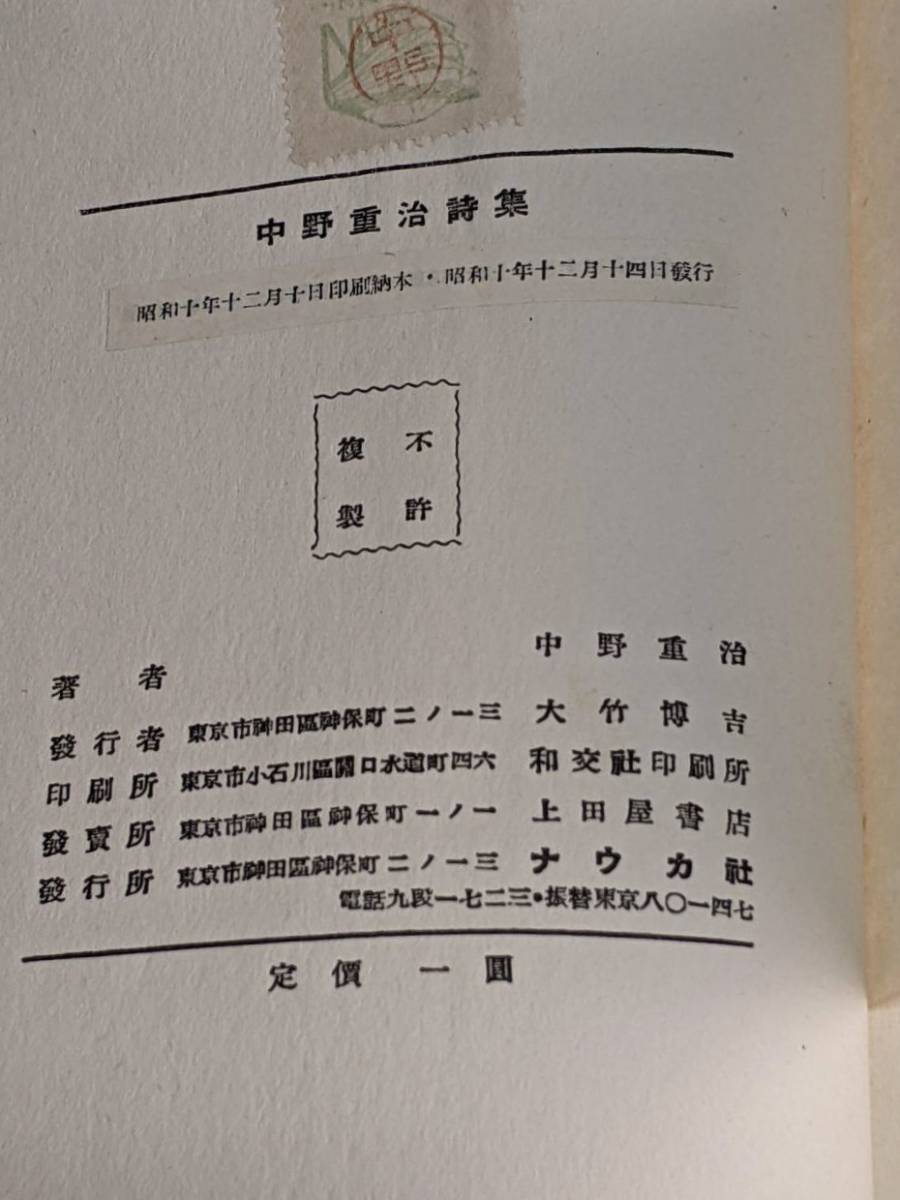 中野重治詩集
昭和十年十二月十日印刷納本・昭和十年十二月十四日發行
不許
複製
著者 中野重治
發行者 東京市神田區神保町二ノ一三 大竹博吉
印刷所 東京市小石川區關口水道町四六 和交社印刷所
發賣所 東京市神田區神保町一ノ一 上田屋書店
發行所 東京市神田區神保町二ノ一三 ナウカ社
電話九段一七二三・振替東京八〇一四七
定價 一圓